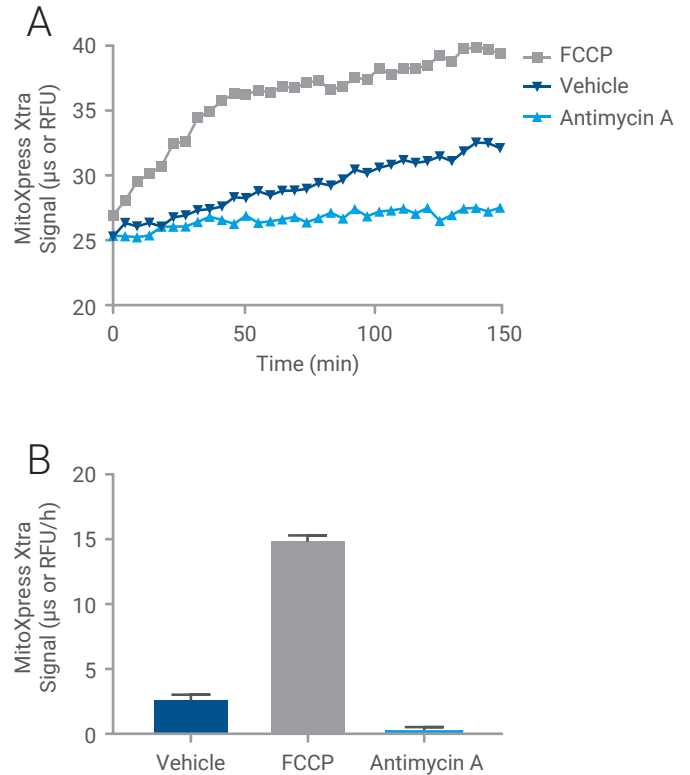 A
MitoXpress Xtra
Signal (µs or RFU)
40
35
30
25
20
0
50
100
150
Time (min)
FCCP
Vehicle
Antimycin A
B
MitoXpress Xtra
Signal (µs or RFU/h)
20
15
10
5
0
Vehicle
FCCP
Antimycin A